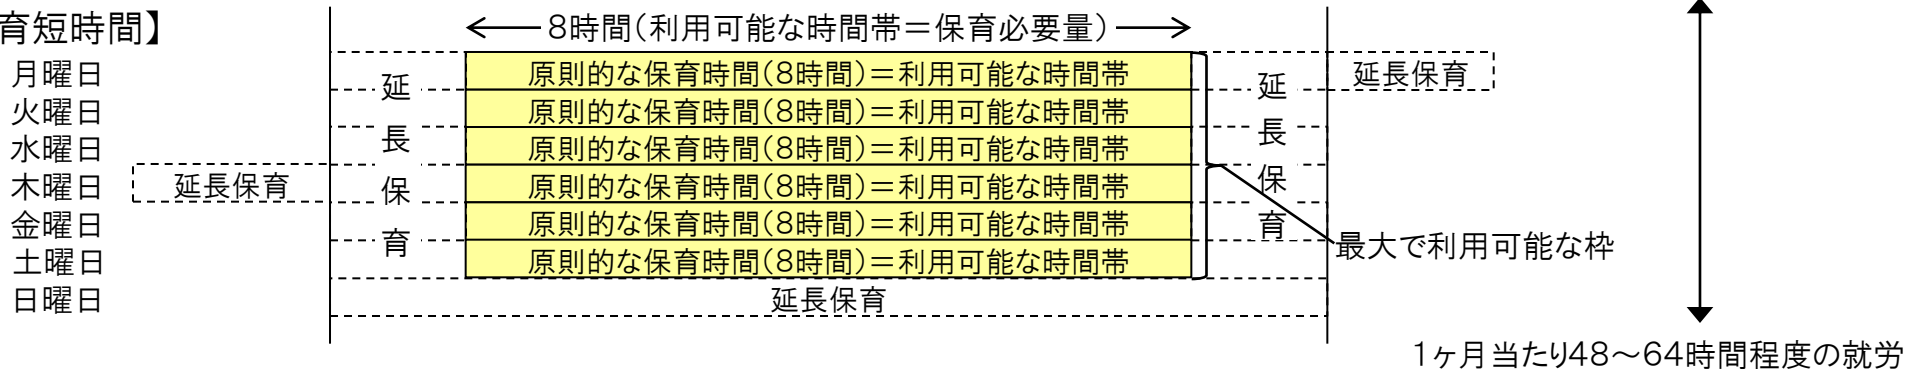 育短時間】
8時間(利用可能な時間帯＝保育必要量)
月曜日 原則的な保育時間(8時間)＝利用可能な時間帯 延長保育
火曜日 原則的な保育時間(8時間)＝利用可能な時間帯
水曜日 原則的な保育時間(8時間)＝利用可能な時間帯
木曜日 延長保育 原則的な保育時間(8時間)＝利用可能な時間帯
金曜日 原則的な保育時間(8時間)＝利用可能な時間帯
土曜日 原則的な保育時間(8時間)＝利用可能な時間帯
日曜日 延長保育
延長保育
延長保育
最大で利用可能な枠
1ヶ月当たり48～64時間程度の就労